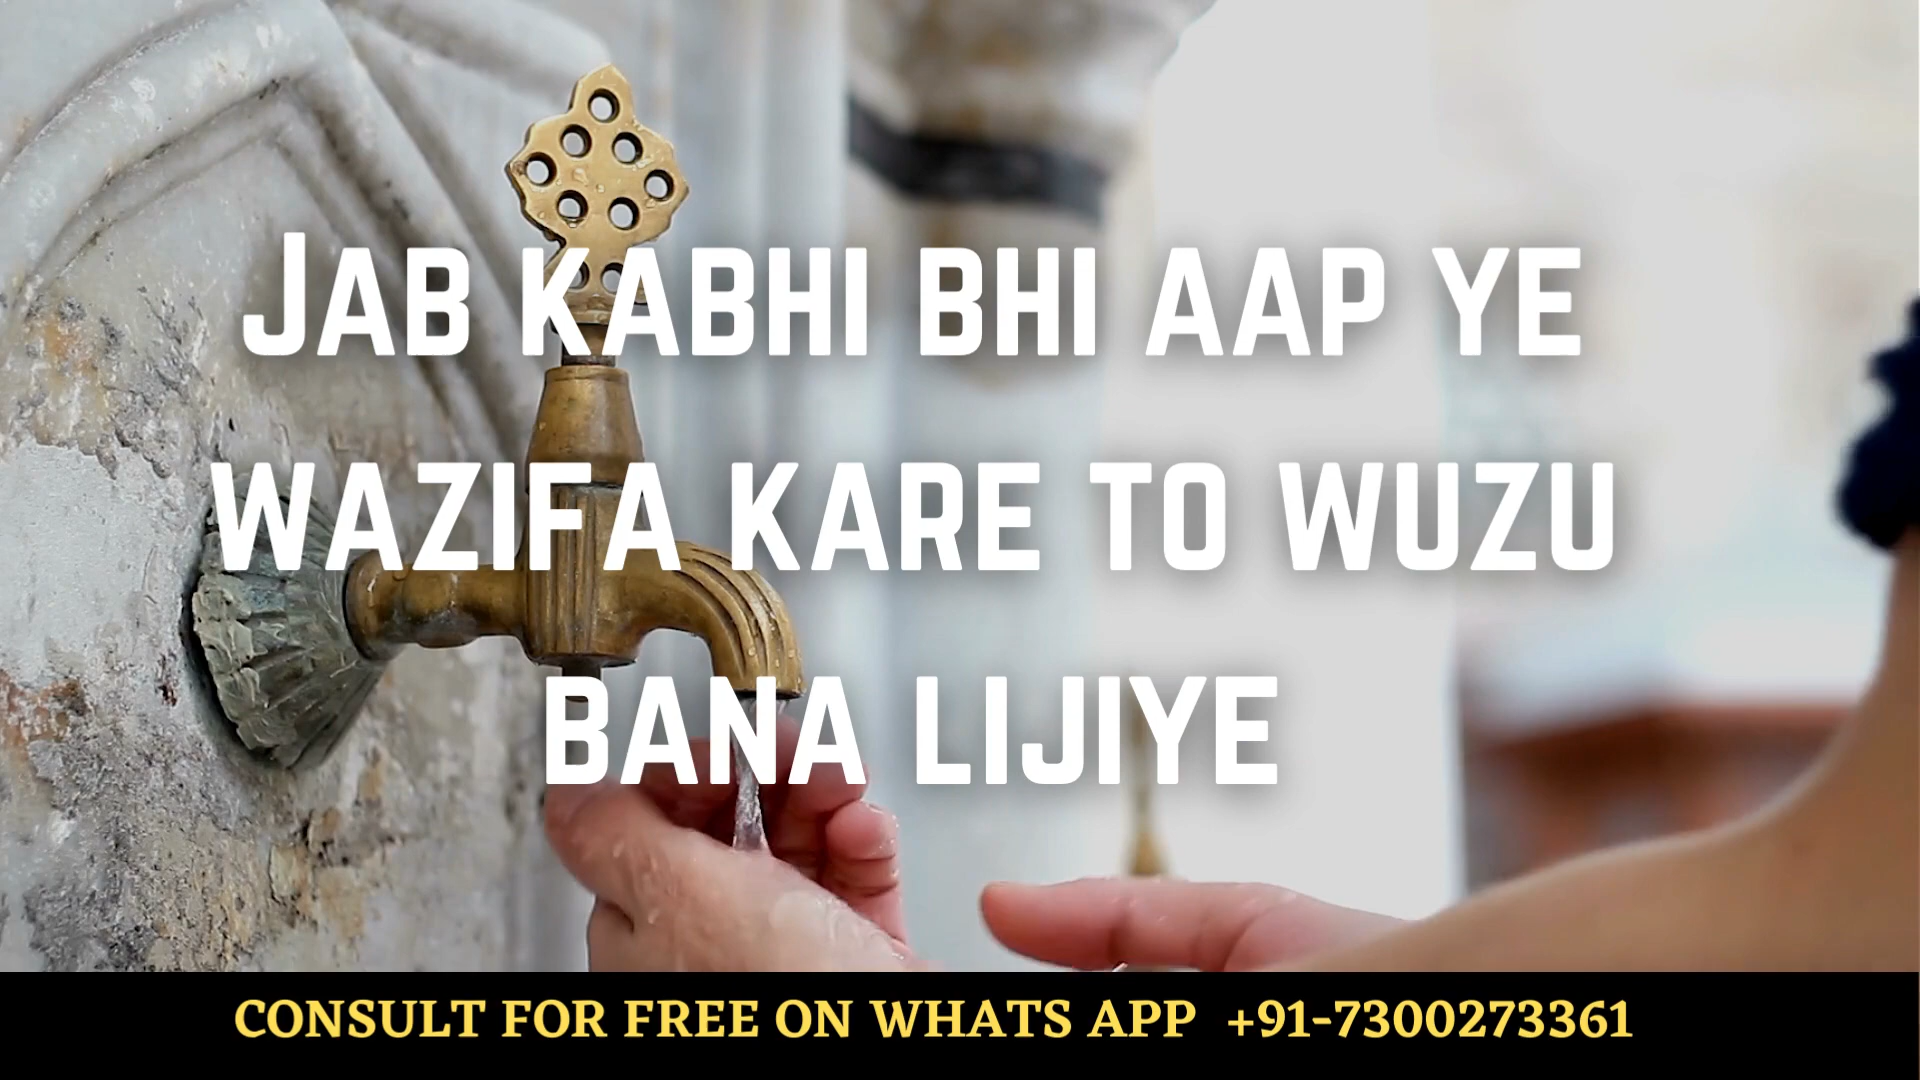 Jab kabhi bhi aap ye
wazifa kare to wuzu
bana lijiye
CONSULT FOR FREE ON WHATS APP +91-7300273361